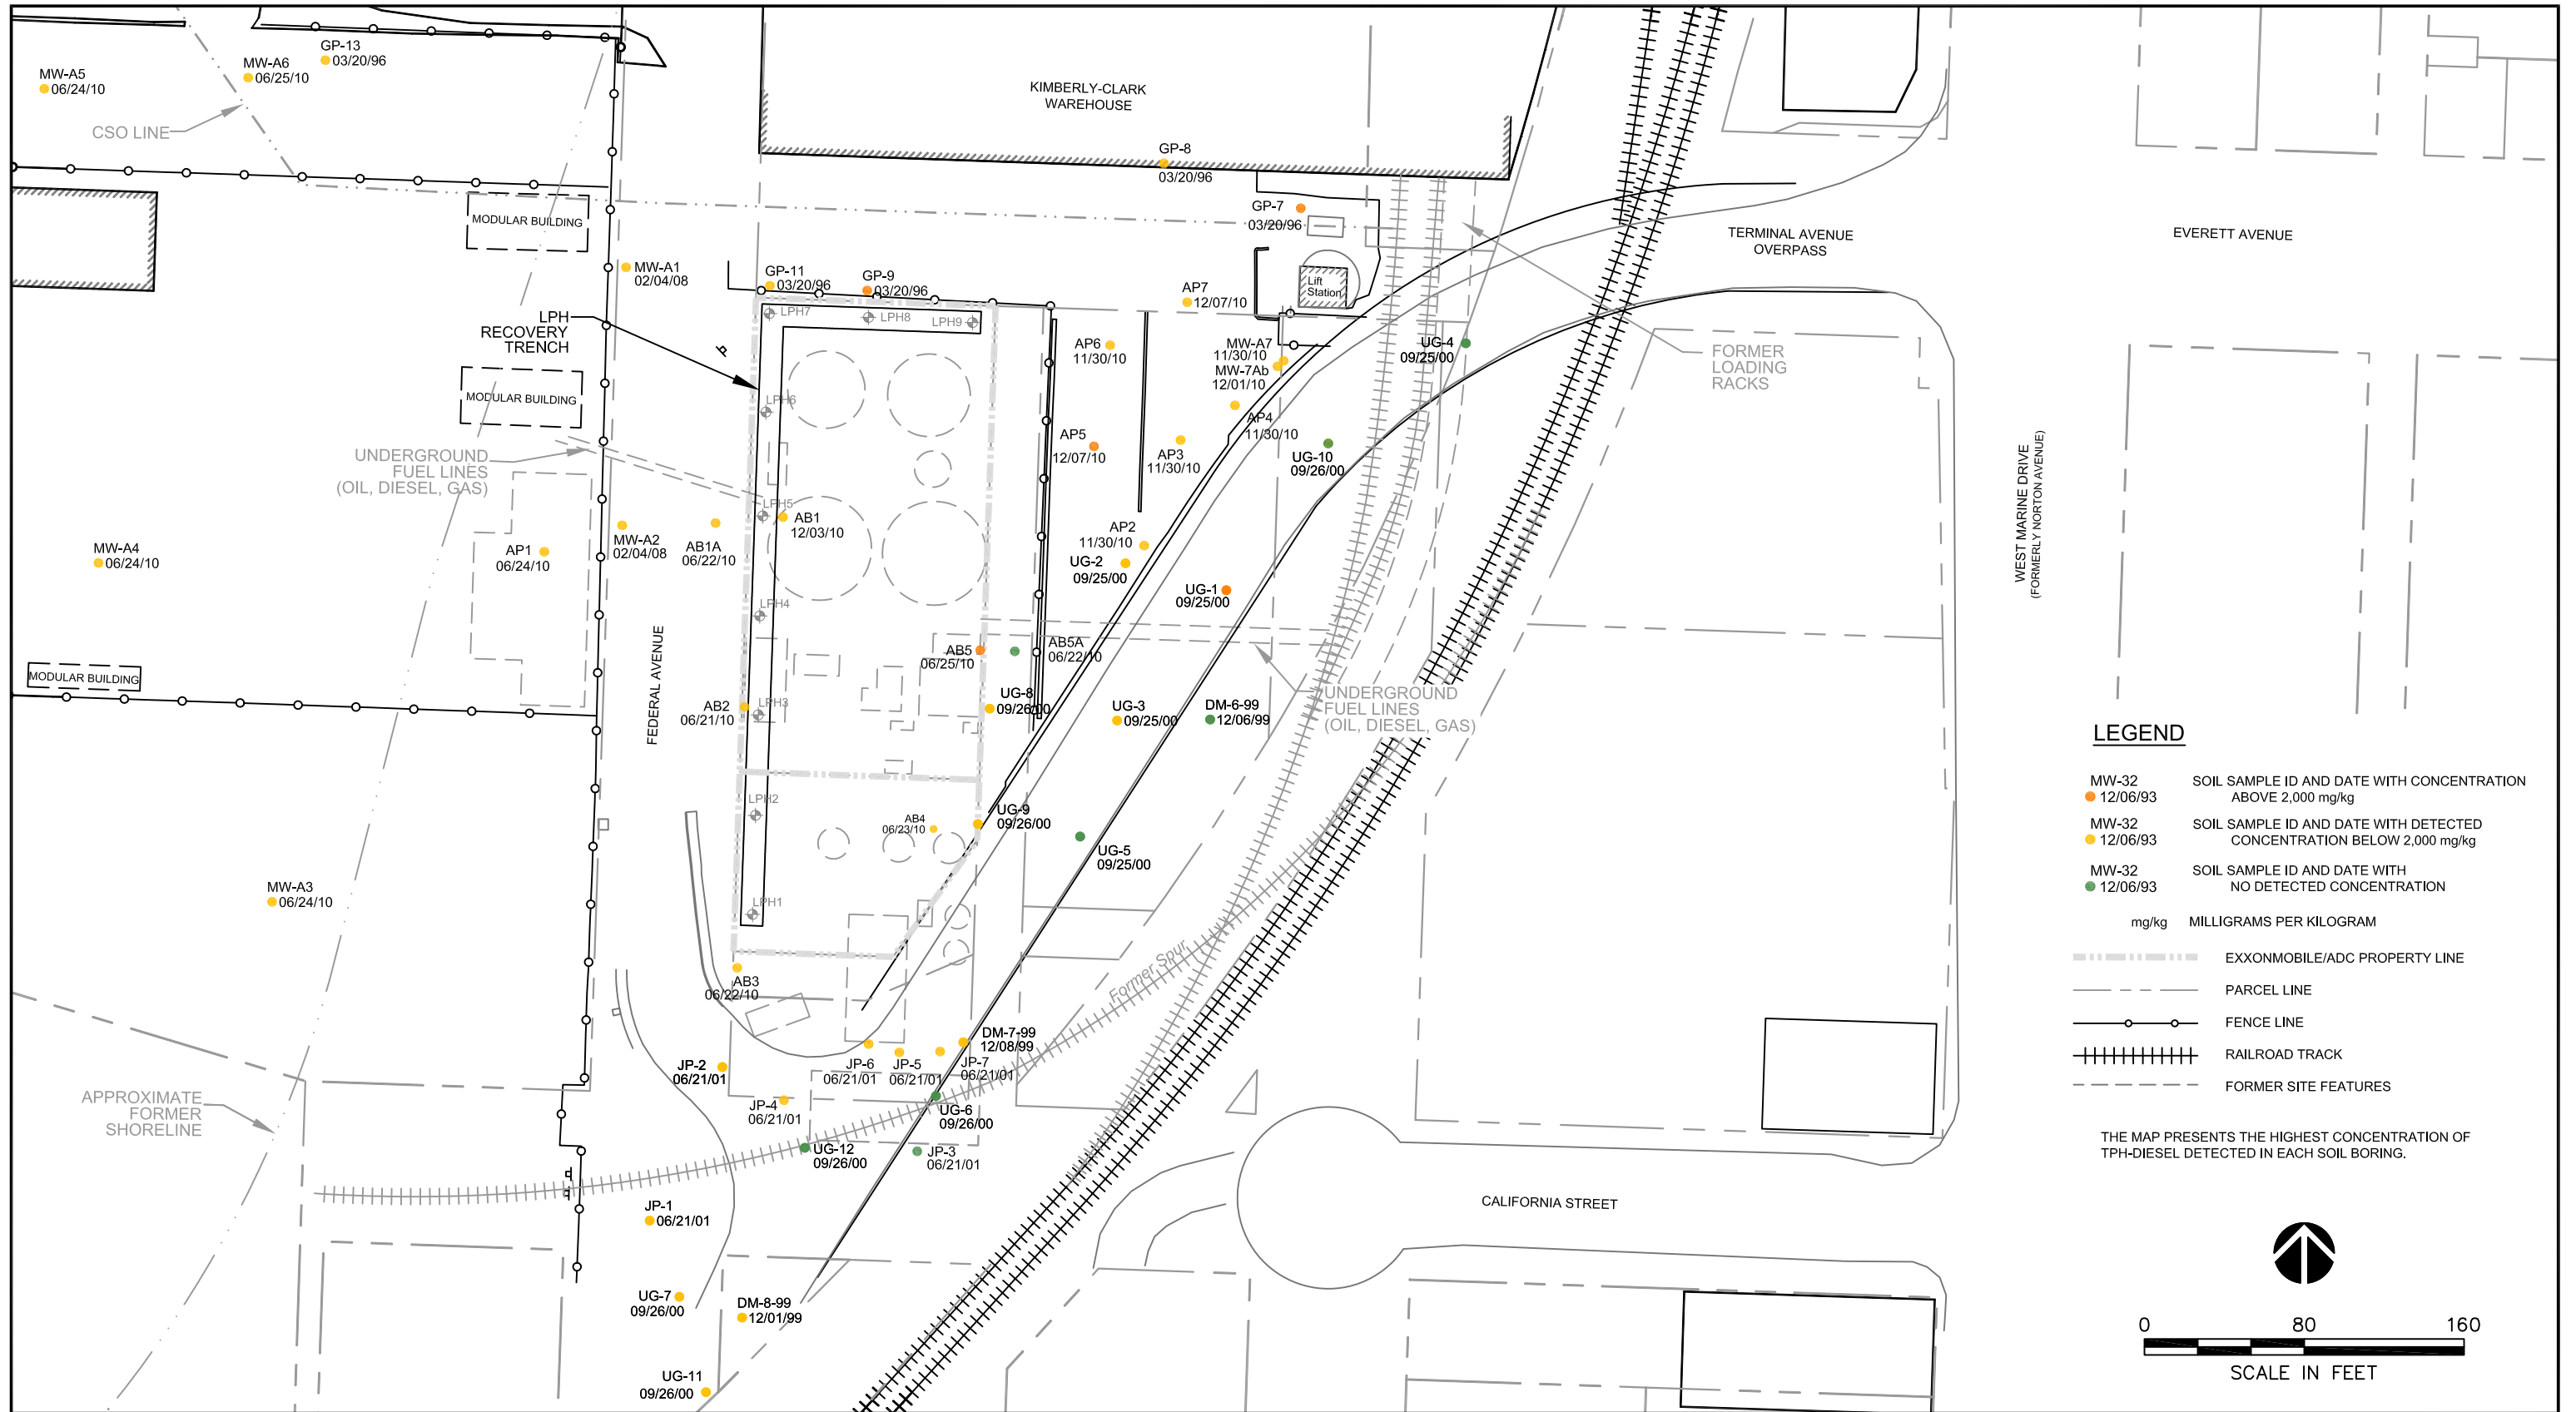 GP-13
03/20/96
MW-A5
06/24/10
MW-A6
06/25/10
CSO LINE
KIMBERLY-CLARK
WAREHOUSE
GP-8
03/20/96
MODULAR BUILDING
GP-7
03/20/96
TERMINAL AVENUE
OVERPASS
EVERETT AVENUE
MW-A1
02/04/08
GP-11
03/20/96
GP-9
03/20/96
Lift
Station
AP7
12/07/10
LPH
RECOVERY
TRENCH
LPH7
LPH8
LPH9
AP6
11/30/10
MW-A7
11/30/10
MW-7Ab
12/01/10
UG-4
09/25/00
FORMER
LOADING
RACKS
MODULAR BUILDING
LPH6
AP4
11/30/10
AP5
12/07/10
AP3
11/30/10
UG-10
09/26/00
UNDERGROUND
FUEL LINES
(OIL, DIESEL, GAS)
LPH5
AB1
12/03/10
MW-A4
06/24/10
AP1
06/24/10
MW-A2
02/04/08
AB1A
06/22/10
AP2
11/30/10
UG-2
09/25/00
UG-1
09/25/00
WEST MARINE DRIVE
(FORMERLY NORTON AVENUE)
LPH4
FEDERAL AVENUE
AB5
06/25/10
AB5A
06/22/10
MODULAR BUILDING
AB2
06/21/10
LPH3
UG-8
09/26/00
UG-3
09/25/00
DM-6-99
12/06/99
UNDERGROUND
FUEL LINES
(OIL, DIESEL, GAS)
LPH2
AB4
06/23/10
UG-9
09/26/00
UG-5
09/25/00
MW-A3
06/24/10
LPH1
AB3
06/22/10
Former Spur
DM-7-99
12/08/99
JP-2
06/21/01
JP-6
06/21/01
JP-5
06/21/01
JP-7
06/21/01
APPROXIMATE
FORMER
SHORELINE
JP-4
06/21/01
UG-6
09/26/00
UG-12
09/26/00
JP-3
06/21/01
JP-1
06/21/01
CALIFORNIA STREET
UG-7
09/26/00
DM-8-99
12/01/99
UG-11
09/26/00
LEGEND
MW-32
12/06/93
SOIL SAMPLE ID AND DATE WITH CONCENTRATION
ABOVE 2,000 mg/kg
MW-32
12/06/93
SOIL SAMPLE ID AND DATE WITH DETECTED
CONCENTRATION BELOW 2,000 mg/kg
MW-32
12/06/93
SOIL SAMPLE ID AND DATE WITH
NO DETECTED CONCENTRATION
mg/kg MILLIGRAMS PER KILOGRAM
EXXONMOBILE/ADC PROPERTY LINE
PARCEL LINE
FENCE LINE
RAILROAD TRACK
FORMER SITE FEATURES
THE MAP PRESENTS THE HIGHEST CONCENTRATION OF
TPH-DIESEL DETECTED IN EACH SOIL BORING.
0 80 160
SCALE IN FEET